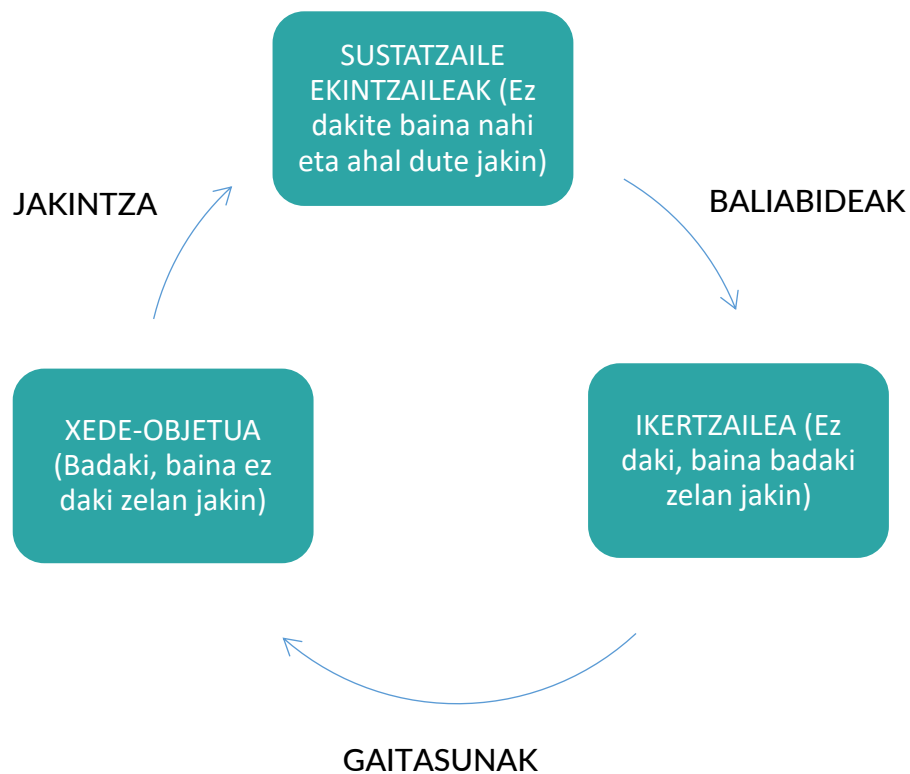 SUSTATZAILE
EKINTZAILEAK (Ez
dakite baina nahi
eta ahal dute jakin)
JAKINTZA
BALIABIDEAK
XEDE-OBJETUA
(Badaki, baina ez
daki zelan jakin)
IKERTZAILEA (Ez
daki, baina badaki
zelan jakin)
GAITASUNAK